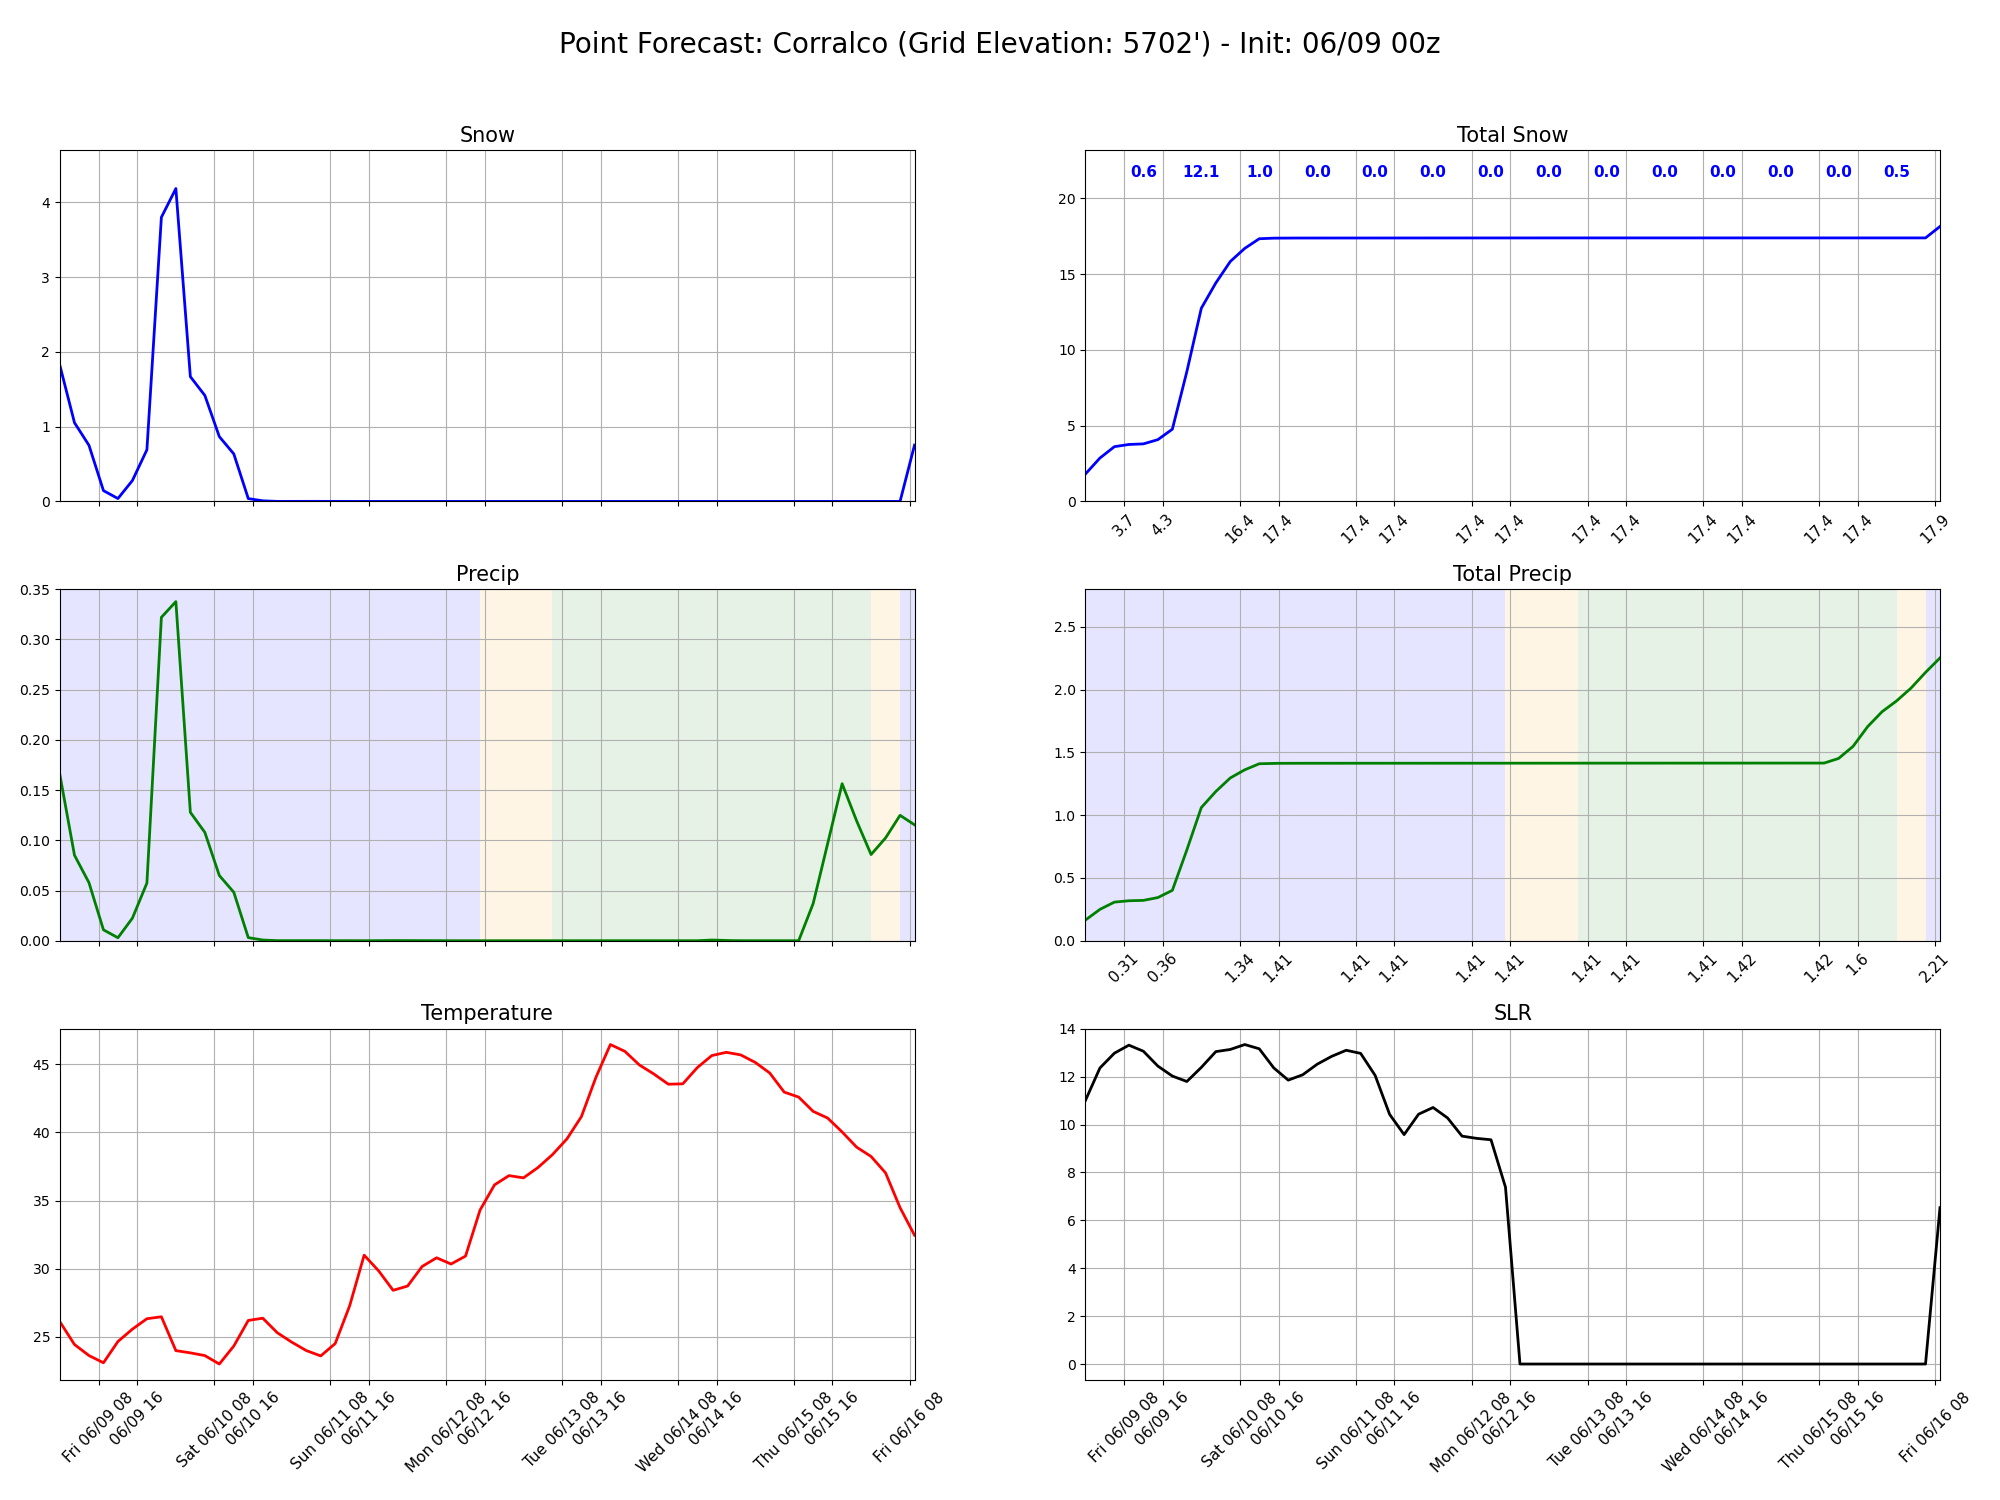 Point Forecast: Corralco (Grid Elevation: 5702') - Init: 06/09 00z
Snow
4
3
2
1
0
Total Snow
0.6 12.1 1.0 0.0 0.0 0.0 0.0 0.0 0.0 0.0 0.0 0.0 0.0 0.5
20
15
10
5
0
3.7 4.3 16.4 17.4 17.4 17.4 17.4 17.4 17.4 17.4 17.4 17.4 17.4 17.4 17.9
Precip
0.35
0.30
0.25
0.20
0.15
0.10
0.05
0.00
Total Precip
2.5
2.0
1.5
1.0
0.5
0.0
0.31 0.36 1.34 1.41 1.41 1.41 1.41 1.41 1.41 1.41 1.41 1.42 1.42 1.6 2.21
Temperature
45
40
35
30
25
Fri 06/09 08
06/09 16
Sat 06/10 08
06/10 16
Sun 06/11 08
06/11 16
Mon 06/12 08
06/12 16
Tue 06/13 08
06/13 16
Wed 06/14 08
06/14 16
Thu 06/15 08
06/15 16
Fri 06/16 08
SLR
14
12
10
8
6
4
2
0
Fri 06/09 08
06/09 16
Sat 06/10 08
06/10 16
Sun 06/11 08
06/11 16
Mon 06/12 08
06/12 16
Tue 06/13 08
06/13 16
Wed 06/14 08
06/14 16
Thu 06/15 08
06/15 16
Fri 06/16 08